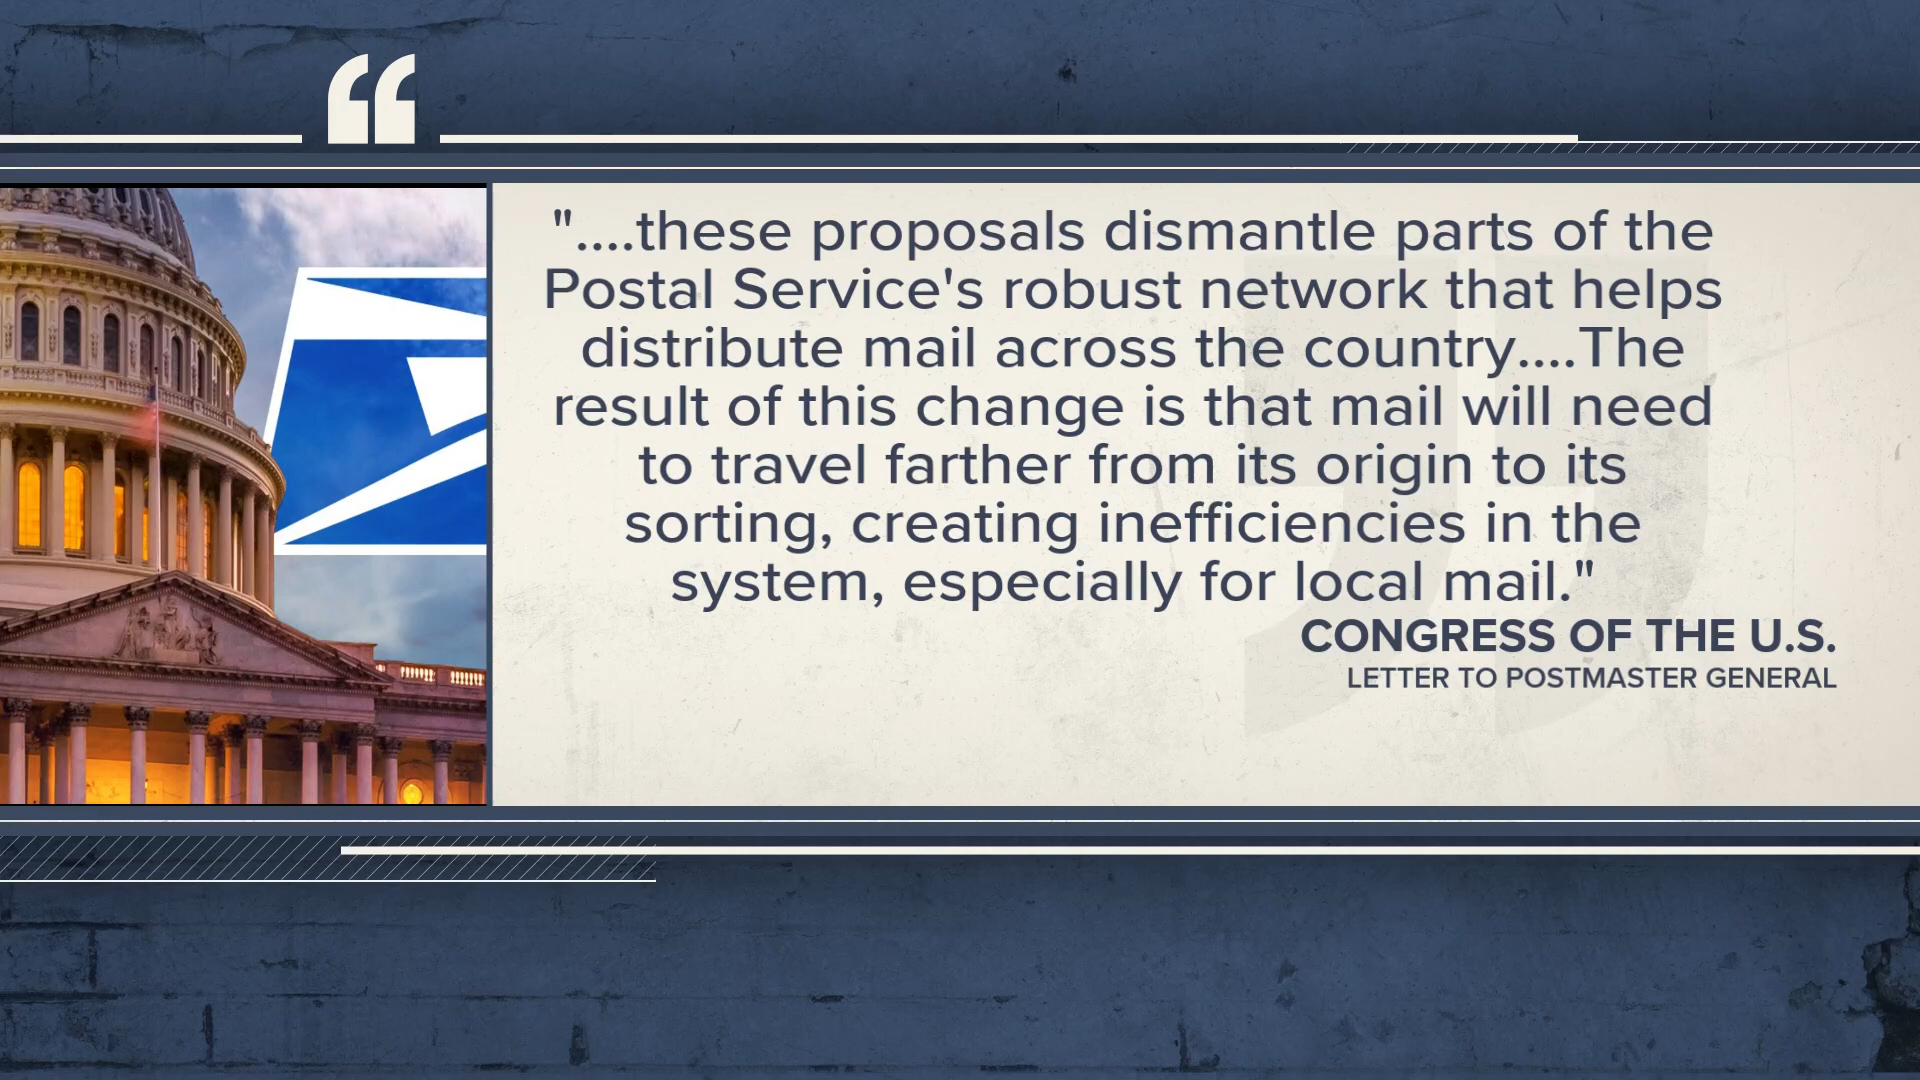 "....these proposals dismantle parts of the
Postal Service's robust network that helps
distribute mail across the country....The
result of this change is that mail will need
to travel farther from its origin to its
sorting, creating inefficiencies in the
system, especially for local mail."
CONGRESS OF THE U.S.
LETTER TO POSTMASTER GENERAL